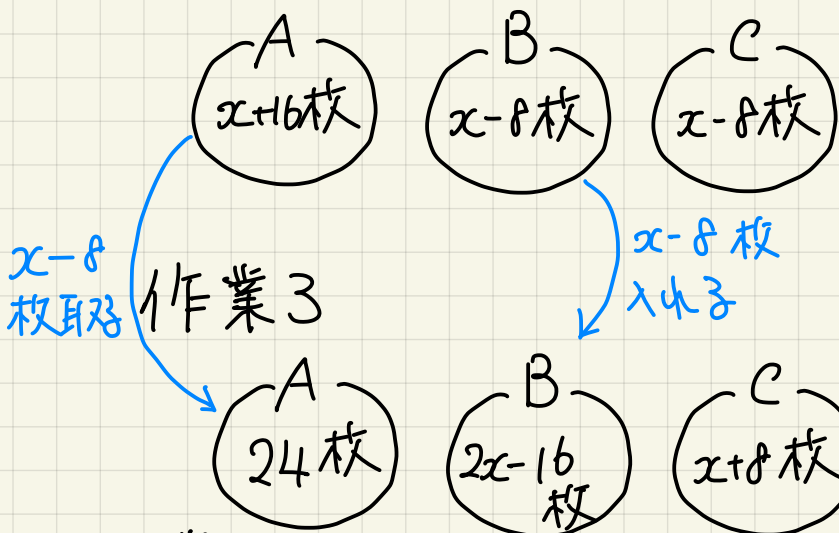 A B C
x+16枚 x-8枚 x-8枚
x-8
枚取る
作業3
x-8枚
入れる
A B C
24枚 2x-16
枚 x+8枚